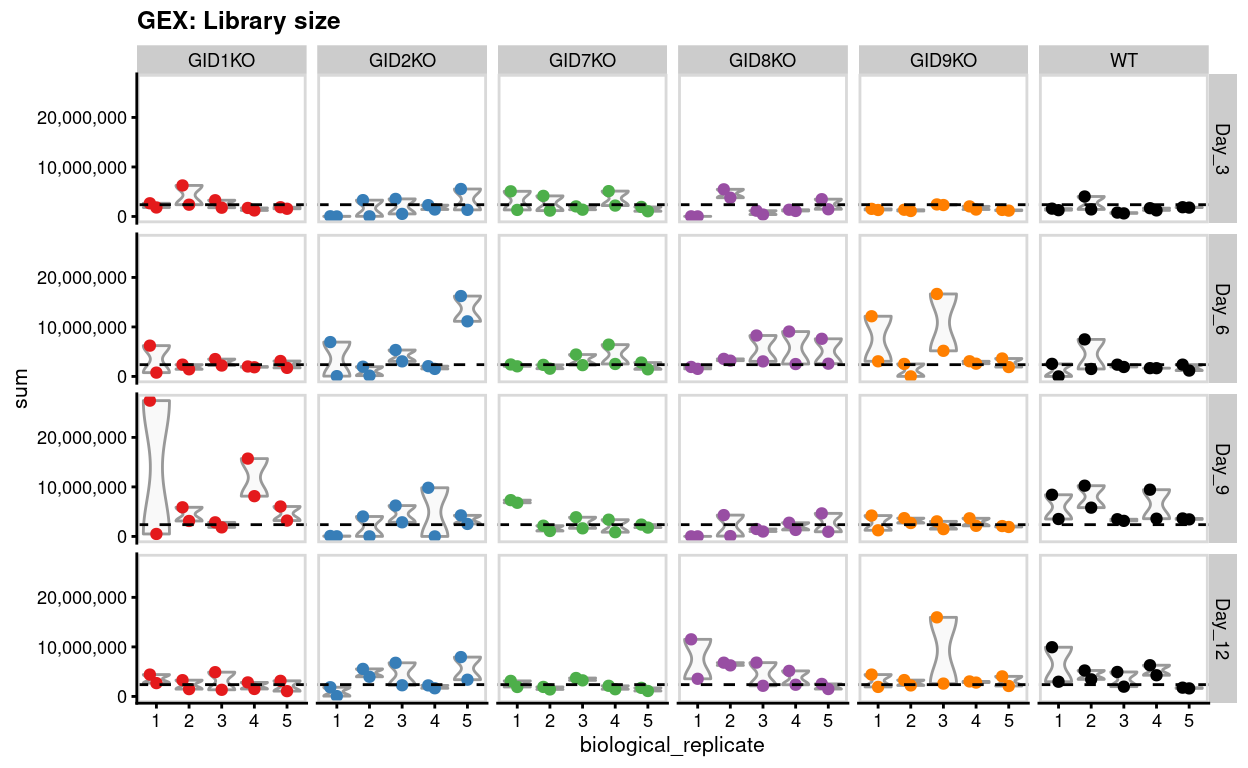 GEX: Library size
GID1KO GID2KO GID7KO GID8KO GID9KO WT
sum
20,000,000
10,000,000
0
Day_3
20,000,000
10,000,000
0
Day_6
20,000,000
10,000,000
0
Day_9
20,000,000
10,000,000
0
Day_12
1 2 3 4 5 1 2 3 4 5 1 2 3 4 5 1 2 3 4 5 1 2 3 4 5 1 2 3 4 5
biological_replicate